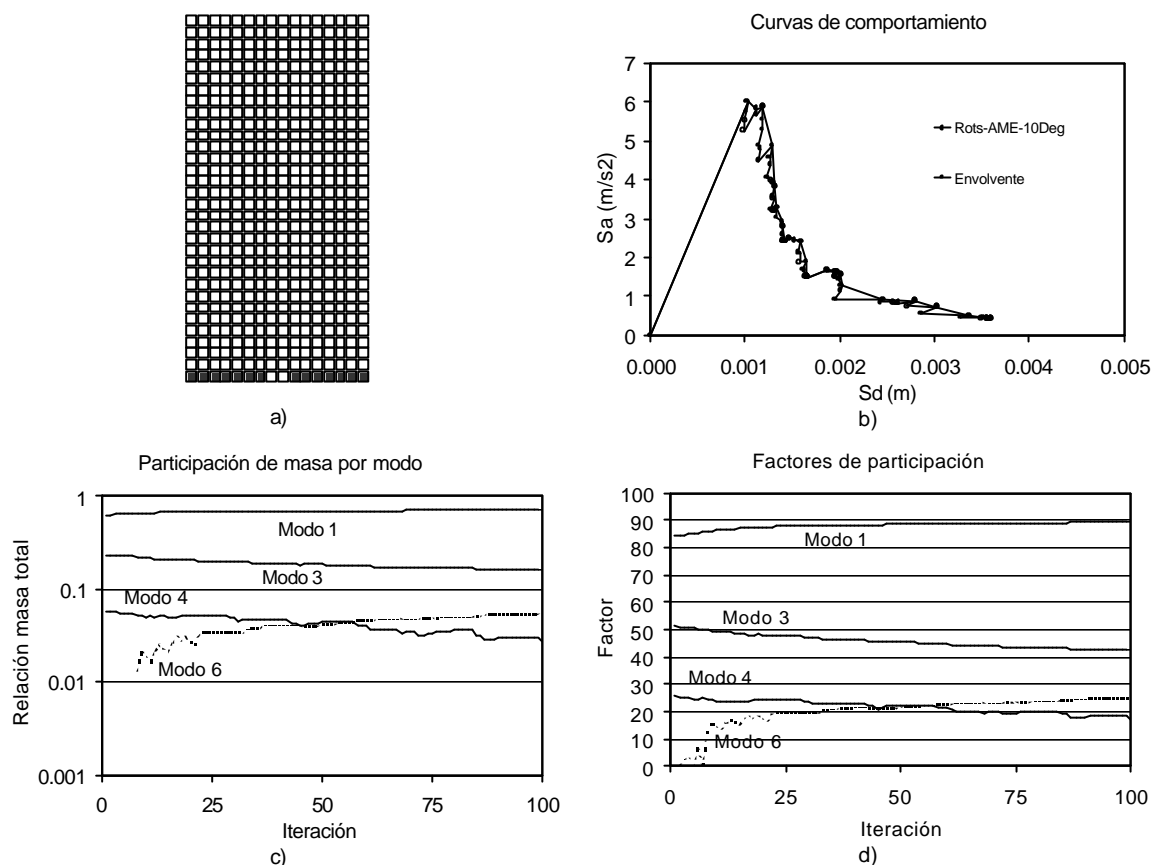 a)
Curvas de comportamiento
7
6
5
4
3
2
1
0
Sa (m/s2)
Rots-AME-10Deg
Envolvente
0.000 0.001 0.002 0.003 0.004 0.005
Sd (m)
b)
Participación de masa por modo
1
0.1
0.01
0.001
Relación masa total
Modo 1
Modo 3
Modo 4
Modo 6
0 25 50 75 100
Iteración
c)
Factores de participación
100
90
80
70
60
50
40
30
20
10
0
Factor
Modo 1
Modo 3
Modo 4
Modo 6
0 25 50 75 100
Iteración
d)